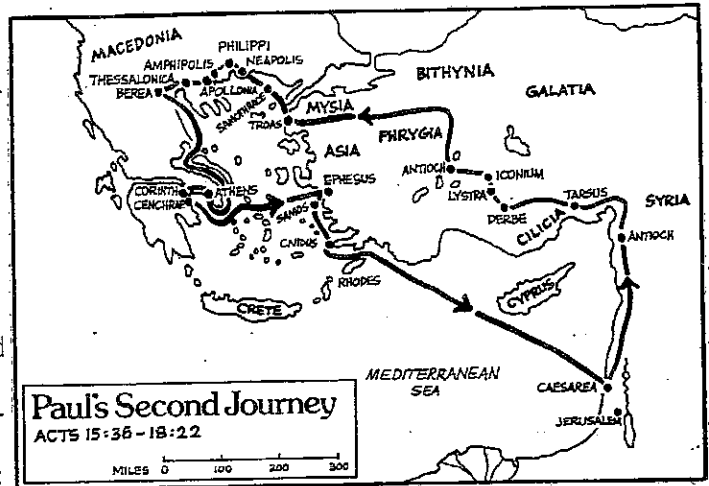 MACEDONIA
PHILIPPI
AMPHIPOLIS
NEAPOLIS
THESSALONICA
BEREA
APOLLONIA
SAMOTHRACE
BITHYNIA
GALATIA
MYSIA
TROAS
PHRYGIA
ASIA
ANTIOCH
ICONIUM
LYSTRA
DERBE
TARSUS
SYRIA
CILICIA
ANTIOCH
EPHESUS
CORINTH
ATHENS
CENCHRAE
SAMOS
CNIDUS
RHODES
CYPRUS
CRETE
MEDITERRANEAN
SEA
CAESAREA
JERUSALEM
Paul's Second Journey
ACTS 15:36-18:22
MILES 0 100 200 300